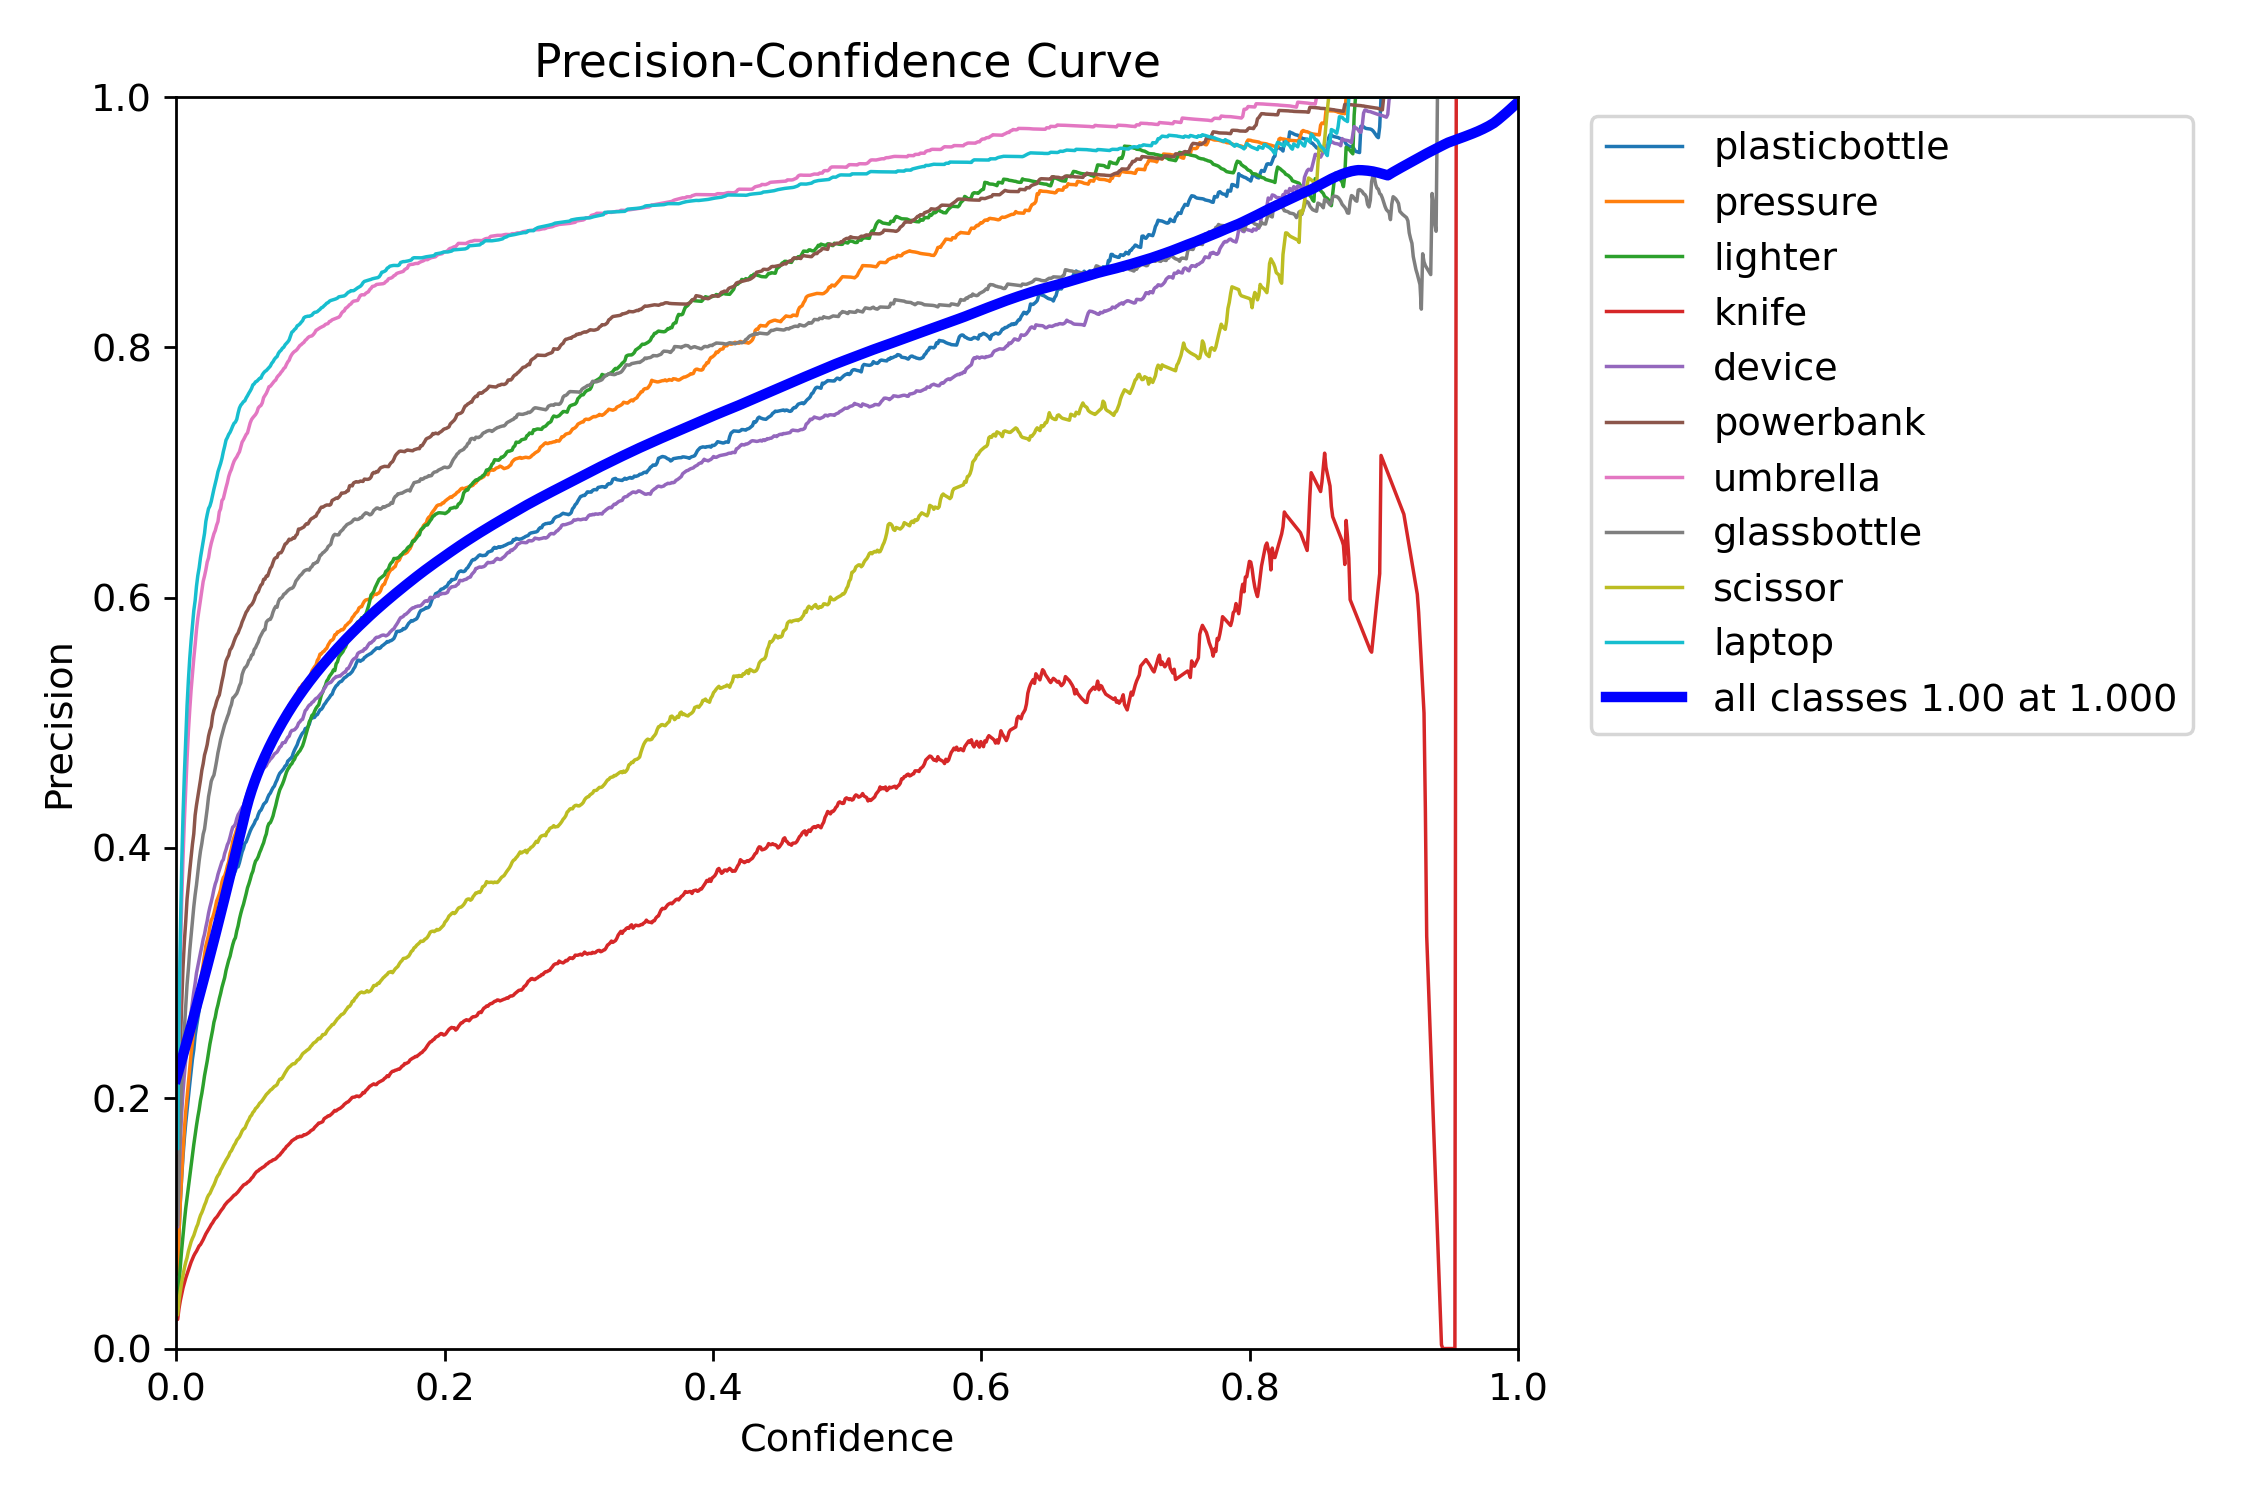 Precision-Confidence Curve
1.0
0.8
0.6
0.4
0.2
0.0
Precision
0.0 0.2 0.4 0.6 0.8 1.0
Confidence
plasticbottle
pressure
lighter
knife
device
powerbank
umbrella
glassbottle
scissor
laptop
all classes 1.00 at 1.000